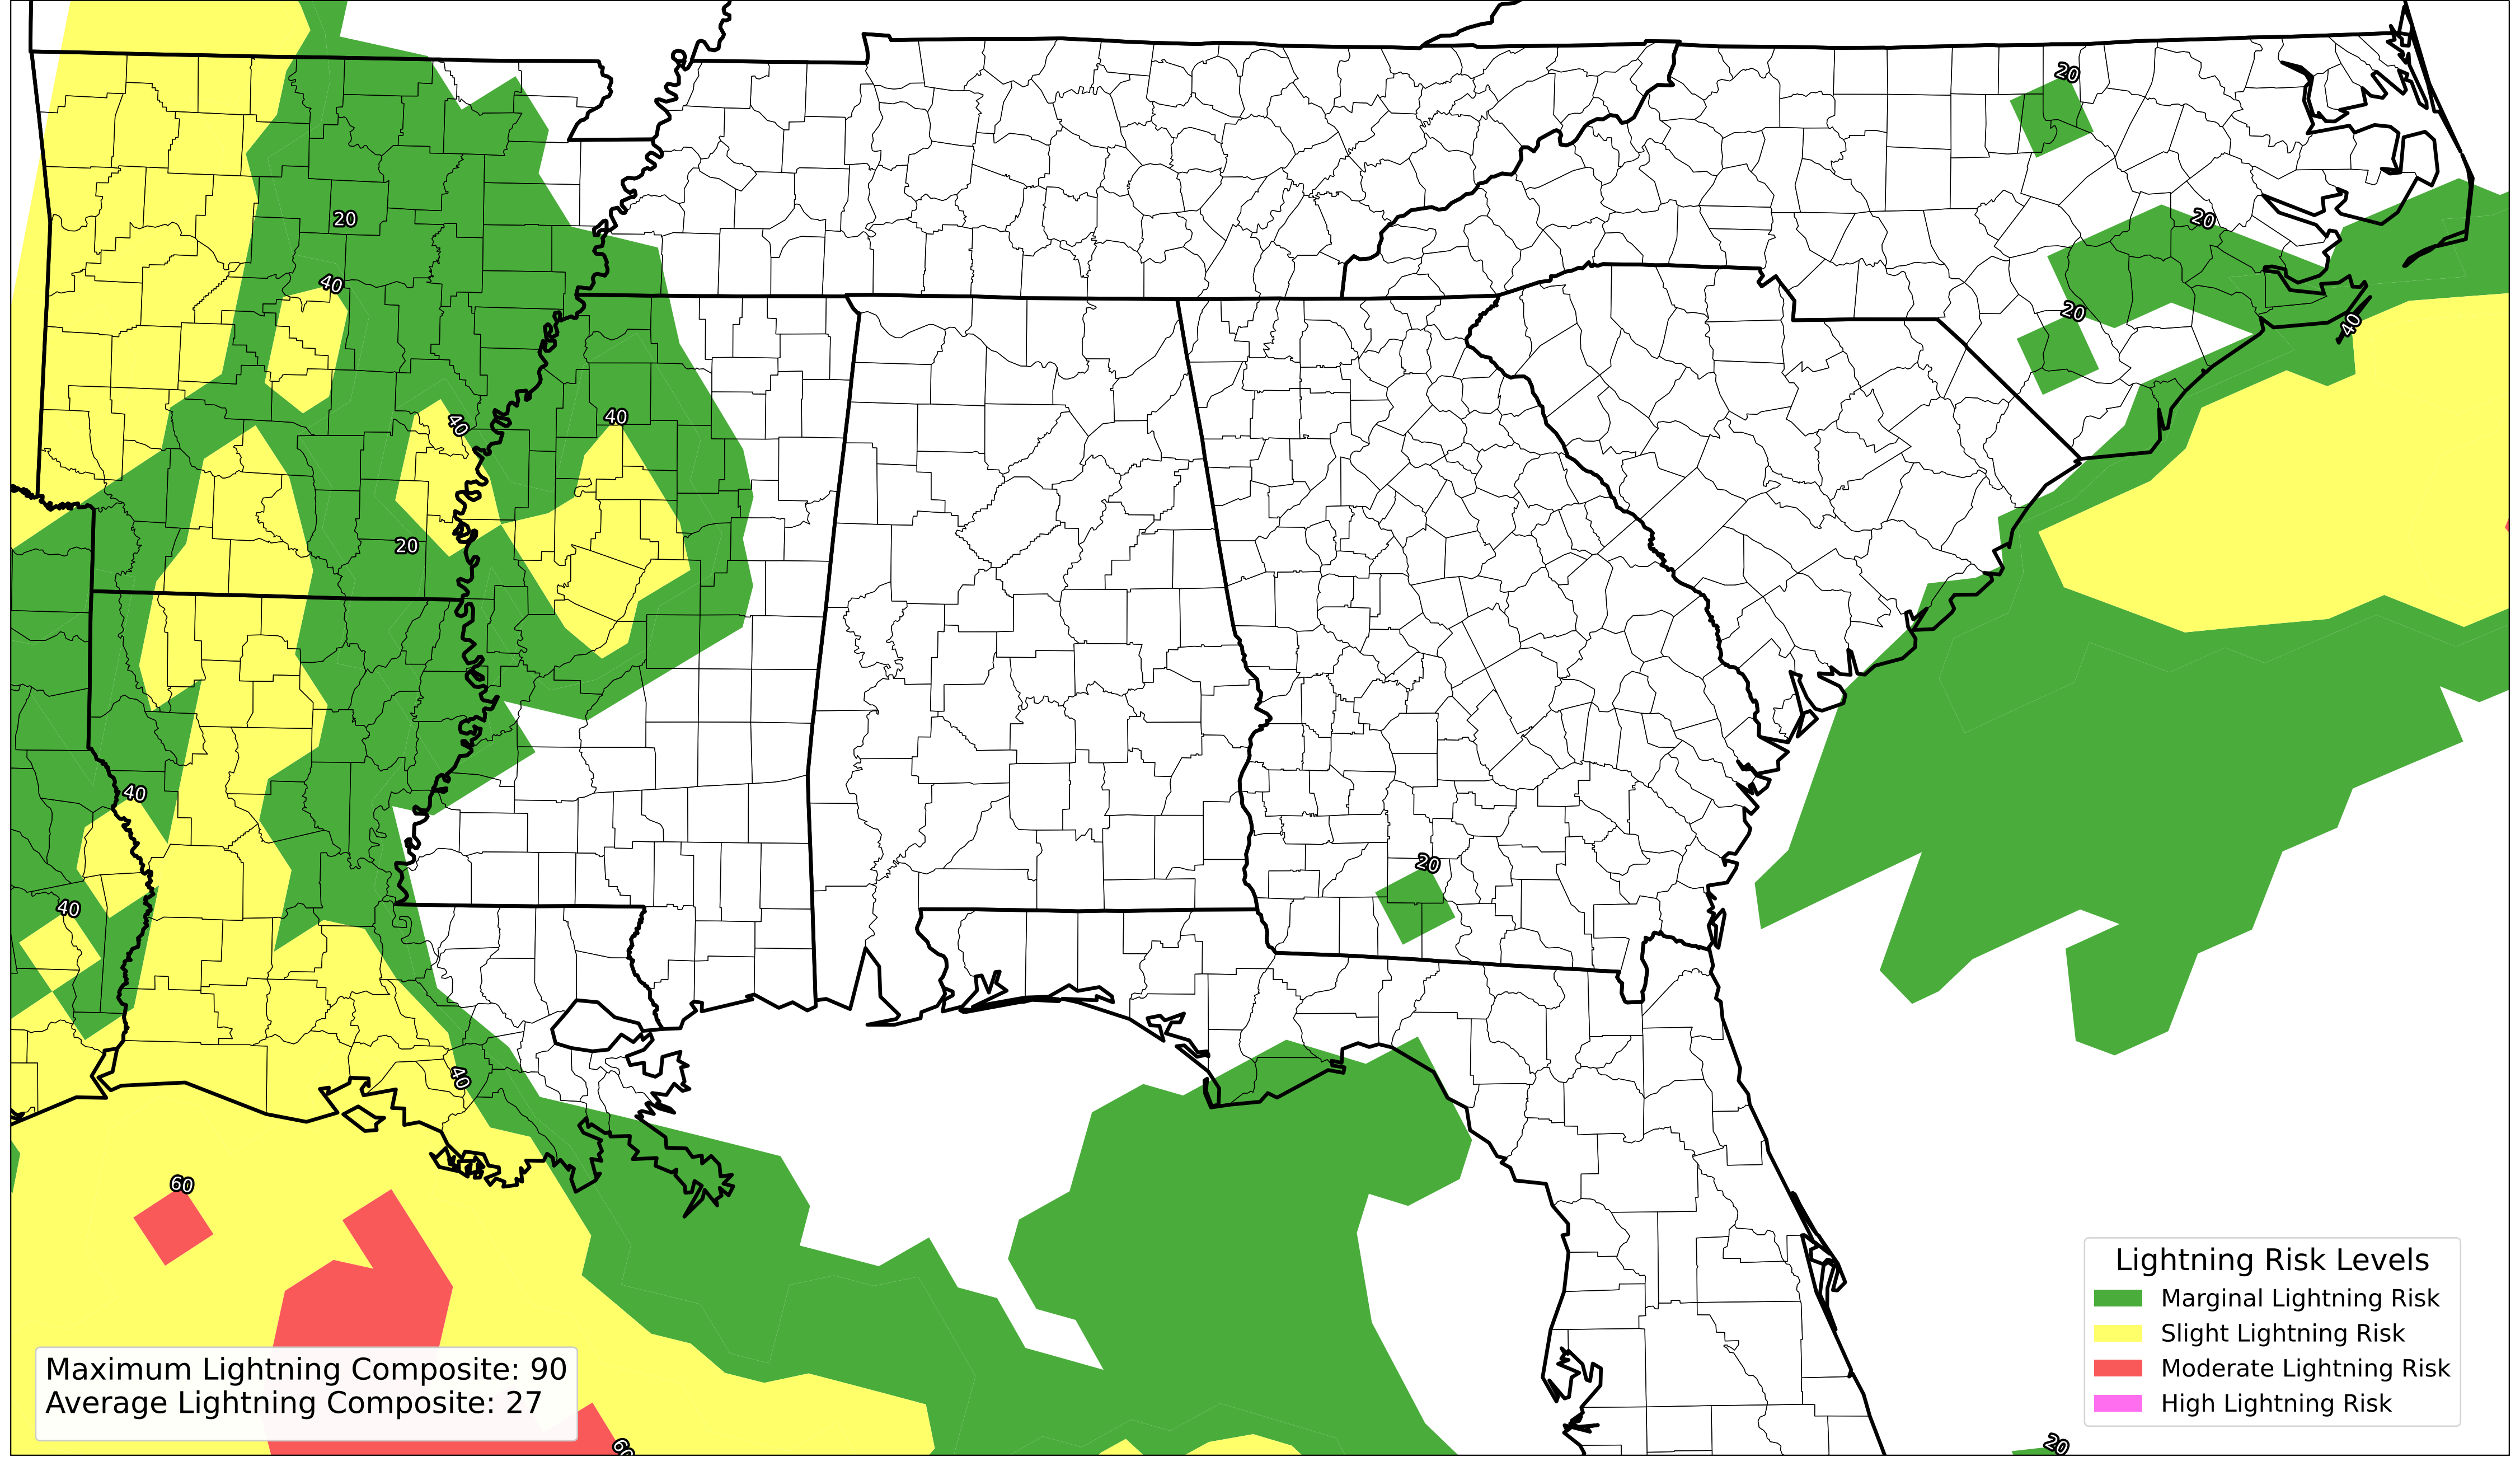 20
20
20
40
20
40
40
40
20
20
40
40
20
40
60
60
20
Lightning Risk Levels
Marginal Lightning Risk
Slight Lightning Risk
Moderate Lightning Risk
High Lightning Risk
Maximum Lightning Composite: 90
Average Lightning Composite: 27